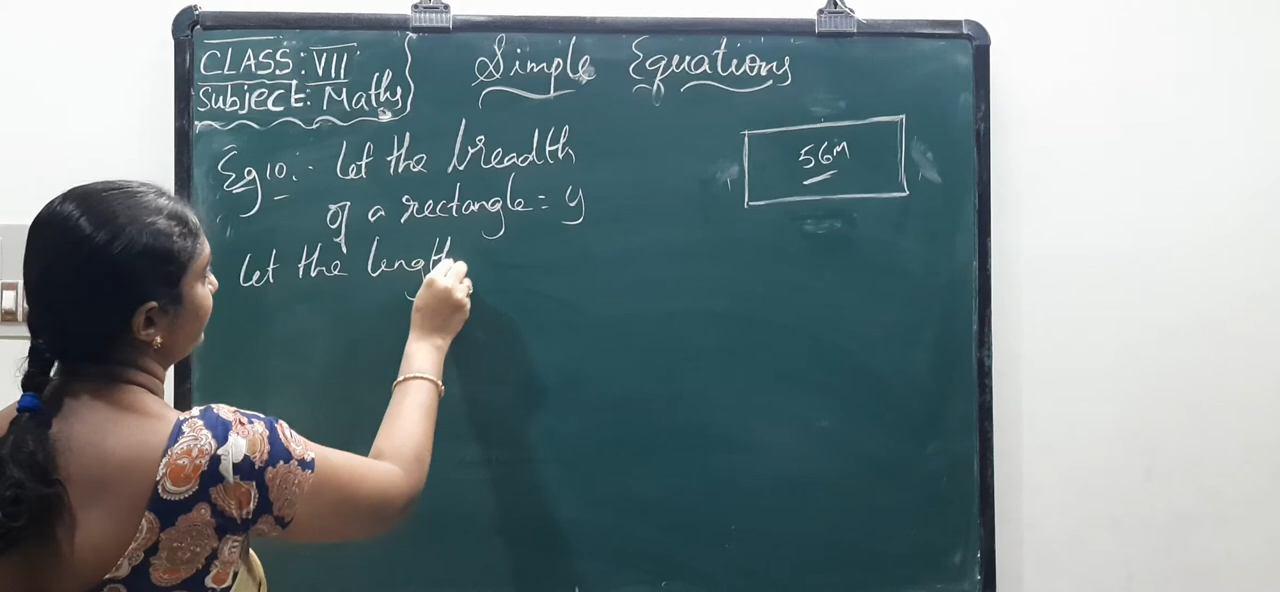 CLASS: VII
Subject: Maths
Simple Equations
Eg 10:- Let the breadth
of a rectangle = y
Let the length
56m